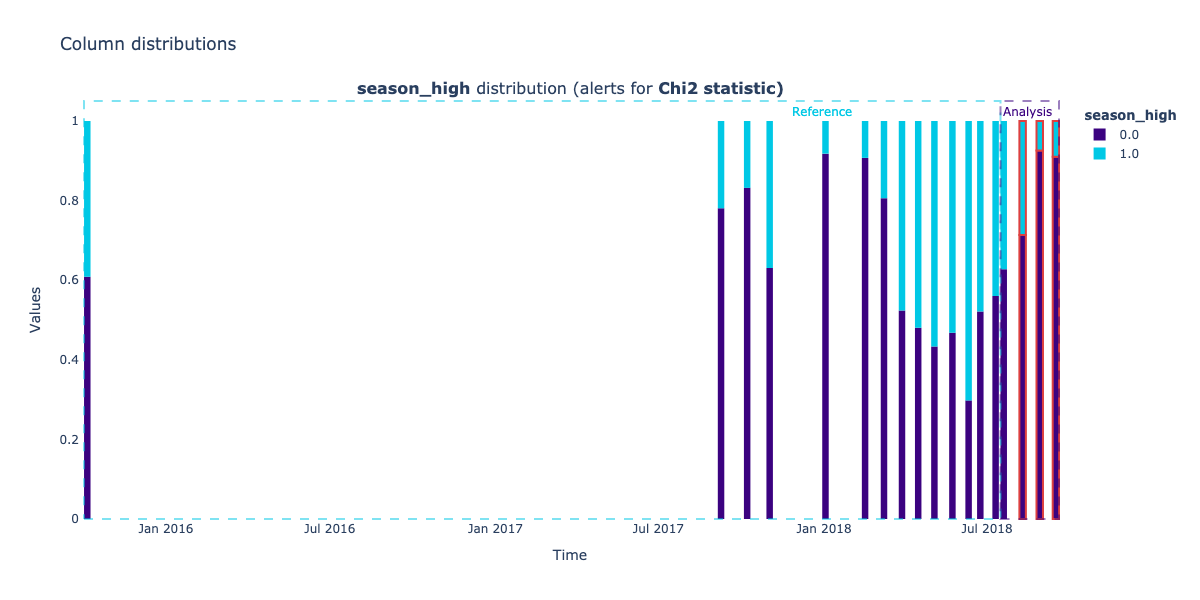 Column distributions
season_high distribution (alerts for Chi2 statistic)
Reference
Analysis
season_high
0.0
1.0
1
0.8
0.6
0.4
0.2
0
Values
Jan 2016
Jul 2016
Jan 2017
Jul 2017
Jan 2018
Jul 2018
Time